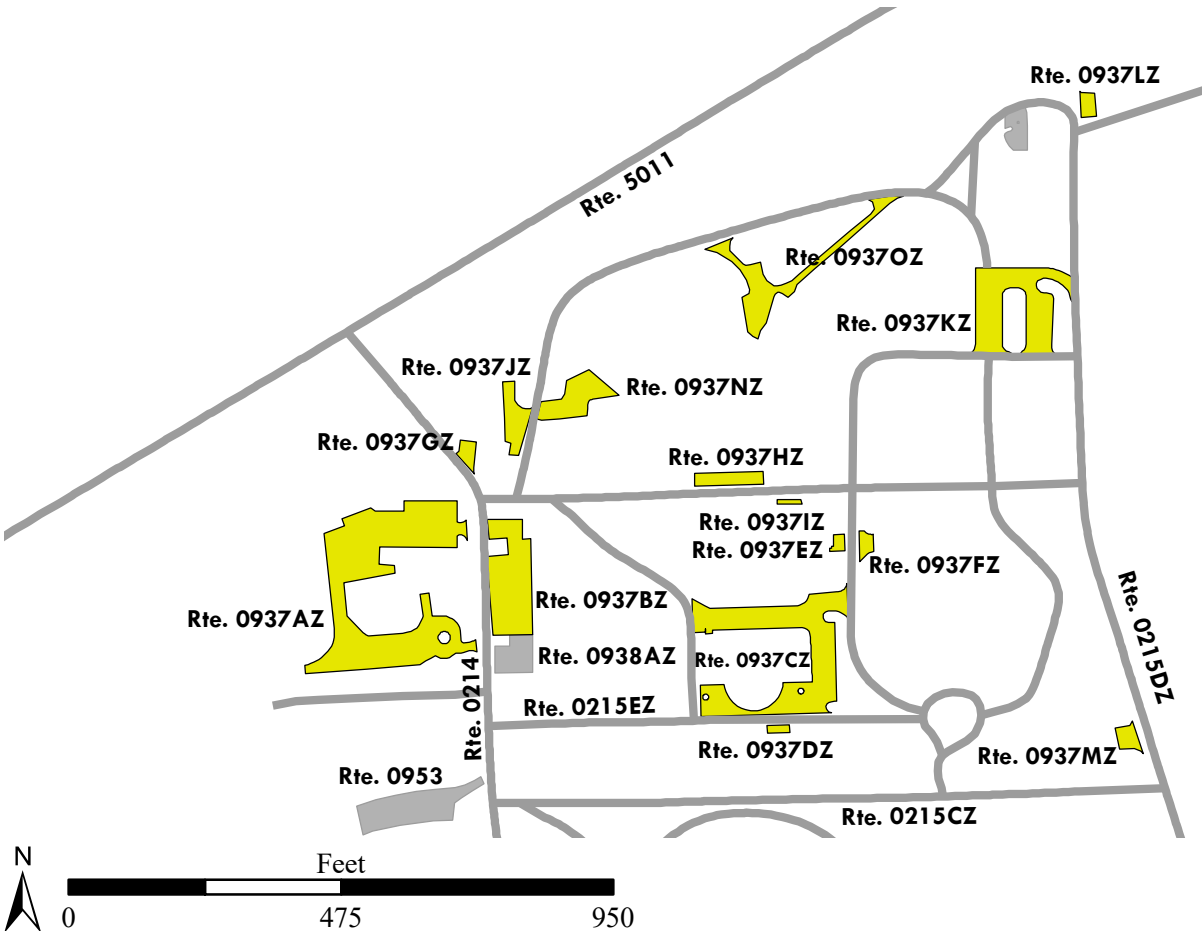 Rte. 0937LZ
Rte. 5011
Rte. 0937OZ
Rte. 0937KZ
Rte. 0937JZ
Rte. 0937NZ
Rte. 0937GZ
Rte. 0937HZ
Rte. 0937IZ
Rte. 0937EZ
Rte. 0937FZ
Rte. 0937AZ
Rte. 0937BZ
Rte. 0215DZ
Rte. 0938AZ
Rte. 0937CZ
Rte. 0214
Rte. 0215EZ
Rte. 0937DZ
Rte. 0937MZ
Rte. 0953
Rte. 0215CZ
N
Feet
0 475 950